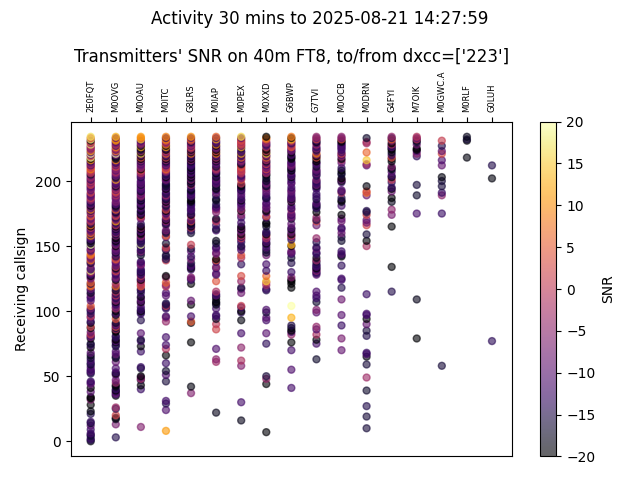 Activity 30 mins to 2025-08-21 14:27:59
Transmitters' SNR on 40m FT8, to/from dxcc=['223']
2E0FQT M0OVG M0OAU M0ITC G8LRS M0IAP M0PEX M0XXD G6BWP G7TVI M0OCB M0DRN G4FYI M7OIK M0GWC.A M0RLF G0LUH
Receiving callsign
200
150
100
50
0
20
15
10
5
0
−5
−10
−15
−20
SNR